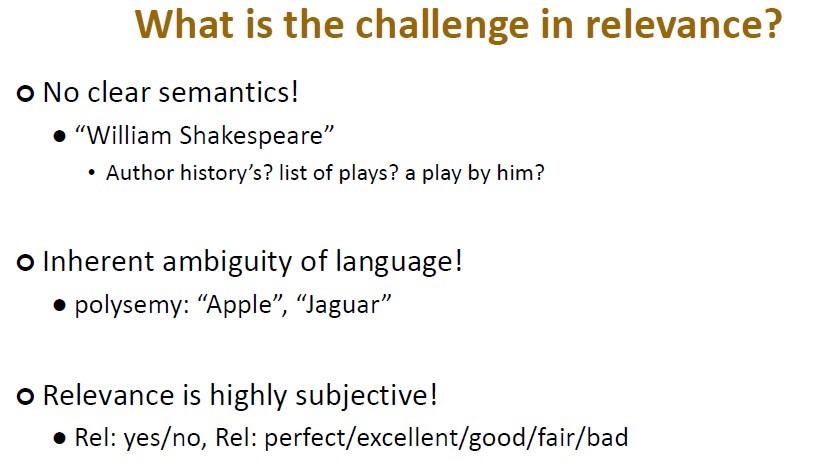 What is the challenge in relevance?
No clear semantics!
“William Shakespeare”
Author history’s? list of plays? a play by him?
Inherent ambiguity of language!
polysemy: “Apple”, “Jaguar”
Relevance is highly subjective!
Rel: yes/no, Rel: perfect/excellent/good/fair/bad